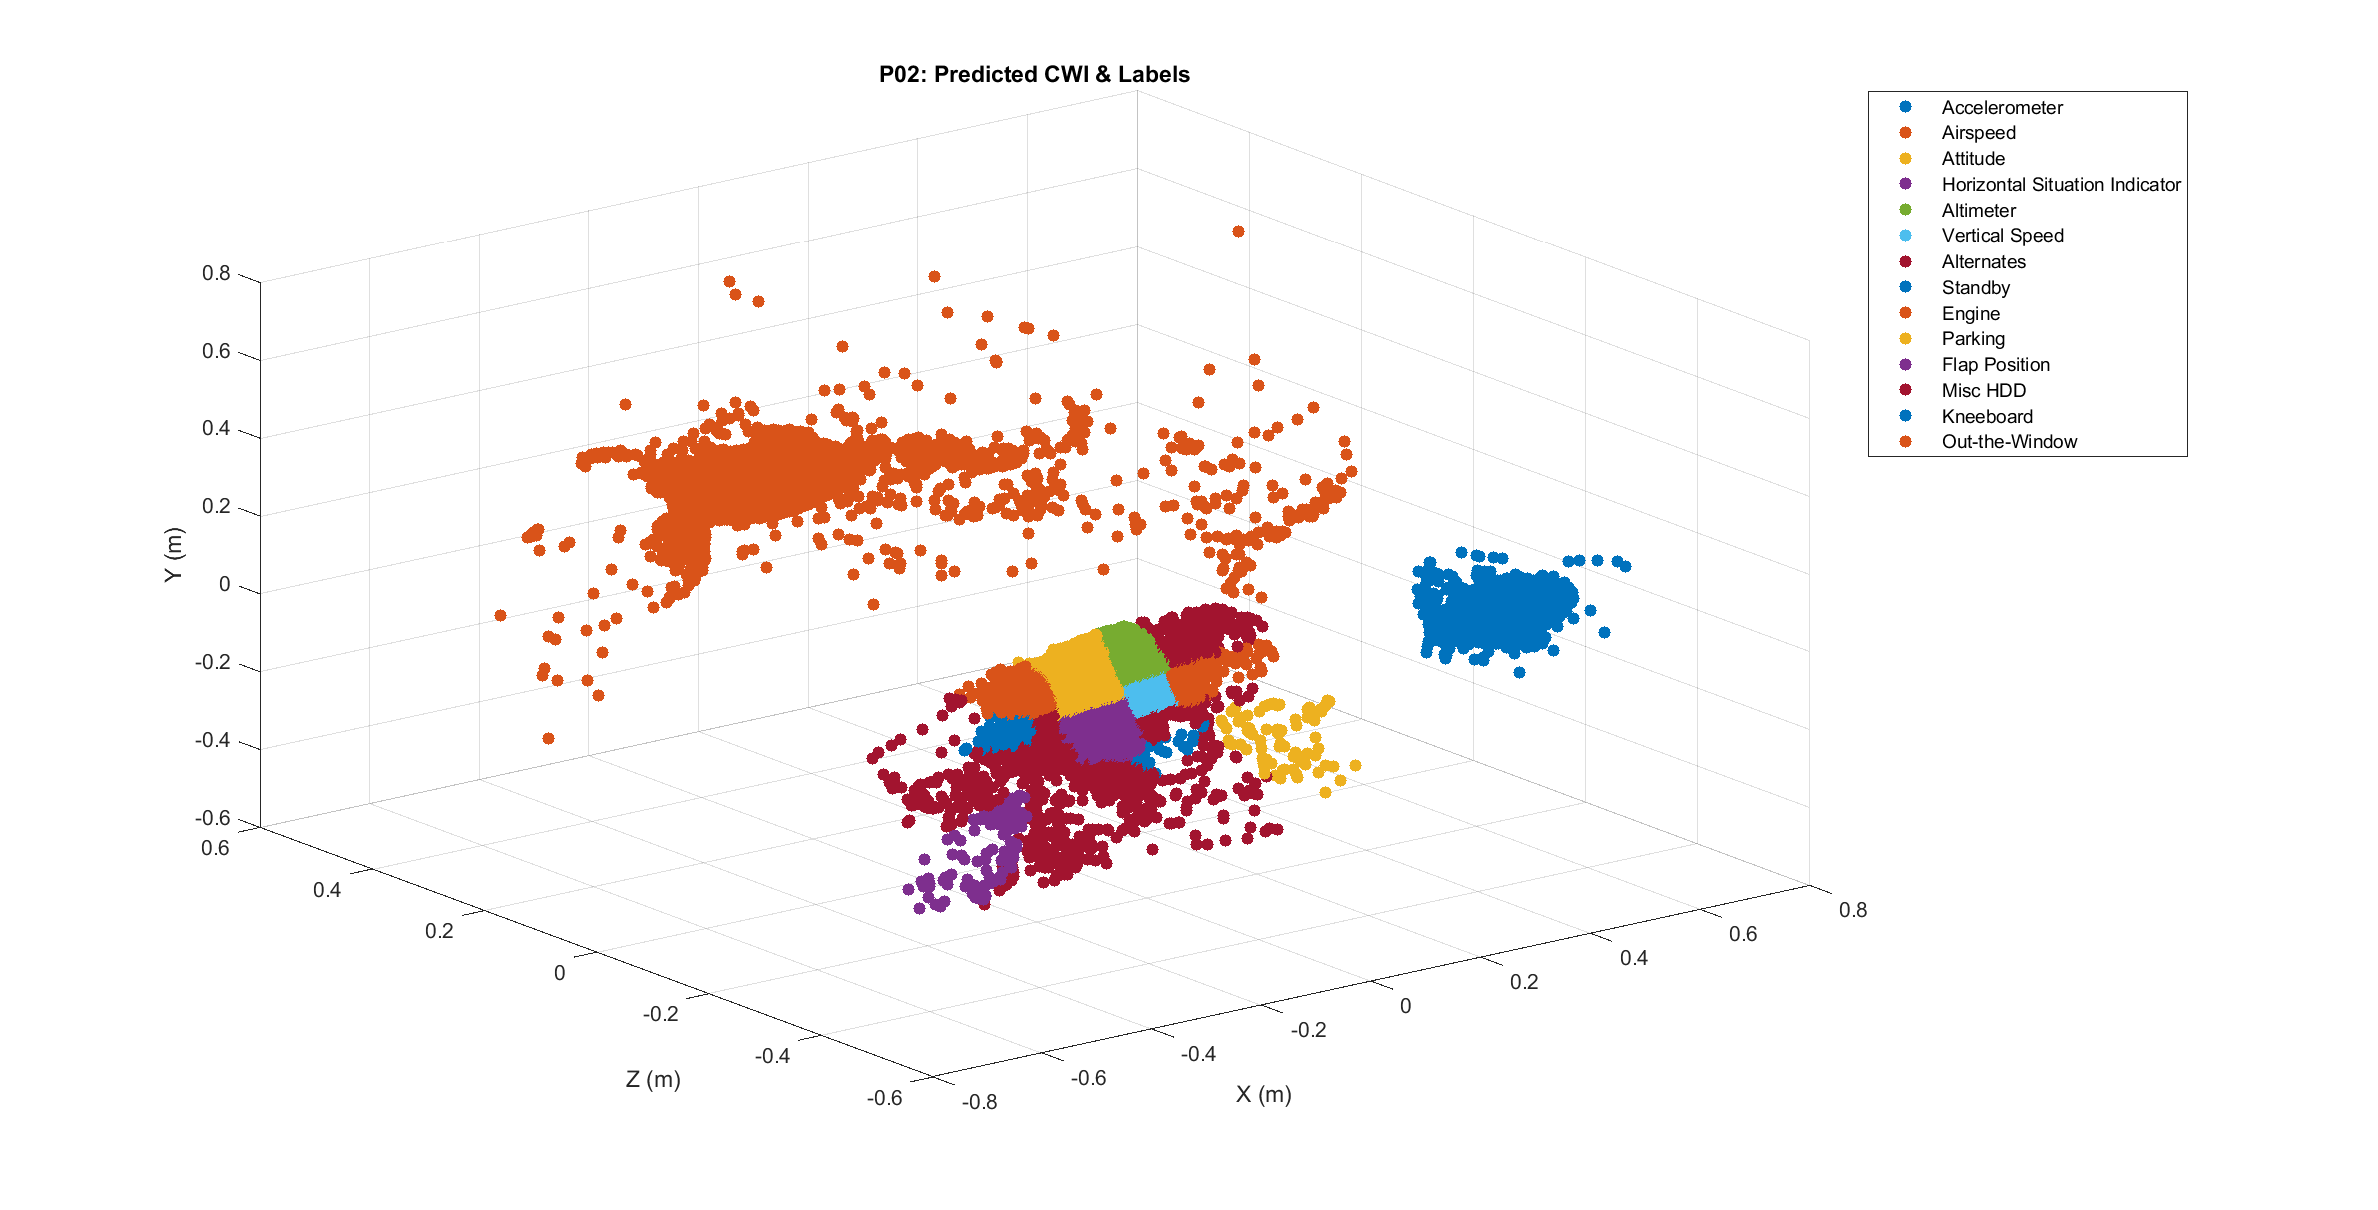 P02: Predicted CWI & Labels
Accelerometer
Airspeed
Attitude
Horizontal Situation Indicator
Altimeter
Vertical Speed
Alternates
Standby
Engine
Parking
Flap Position
Misc HDD
Kneeboard
Out-the-Window
0.8
0.6
0.4
0.2
0
-0.2
-0.4
-0.6
Y (m)
0.6
0.4
0.2
0
-0.2
-0.4
-0.6
Z (m)
-0.8
-0.6
-0.4
-0.2
0
0.2
0.4
0.6
0.8
X (m)